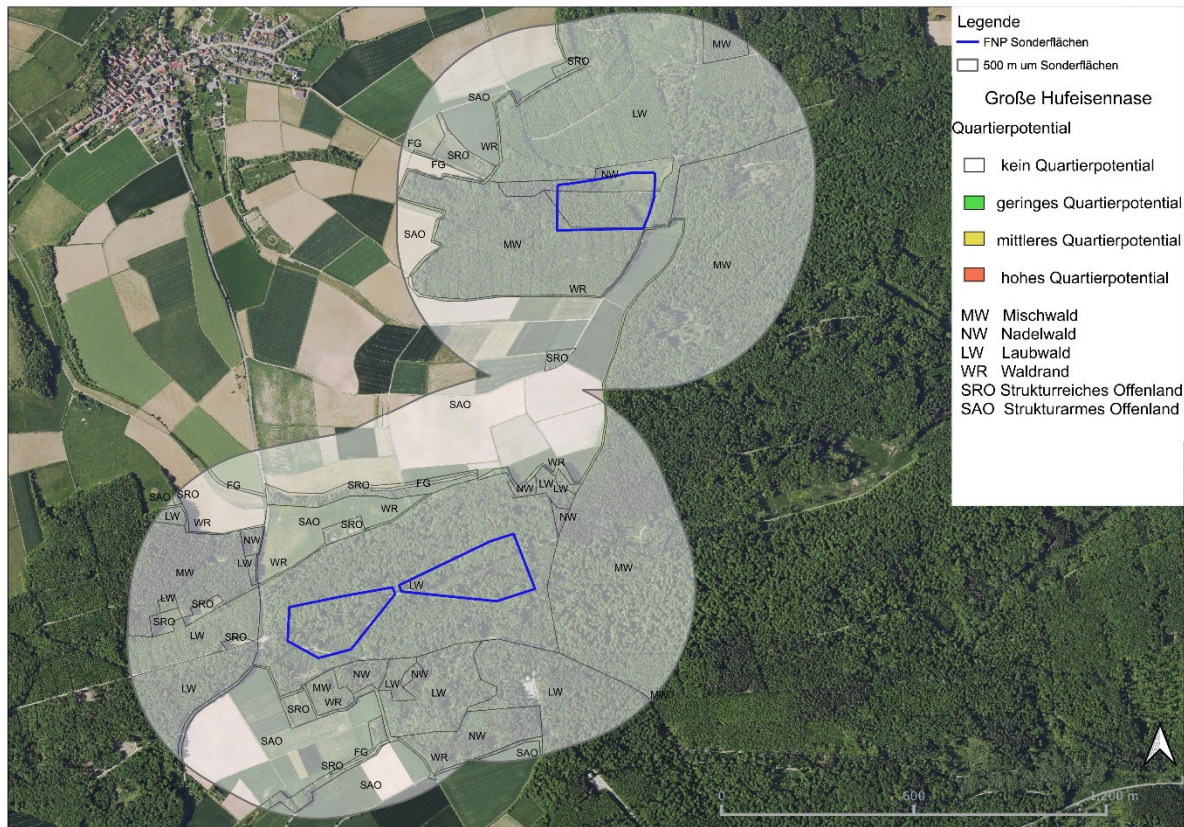 Legende
FNP Sonderflächen
500 m um Sonderflächen
Große Hufeisennase
Quartierpotential
kein Quartierpotential
geringes Quartierpotential
mittleres Quartierpotential
hohes Quartierpotential
MW Mischwald
NW Nadelwald
LW Laubwald
WR Waldrand
SRO Strukturreiches Offenland
SAO Strukturarmes Offenland
MW
SRO
SAO
LW
FG
SRO
WR
FG
NW
SAO
MW
MW
WR
SRO
SAO
WR
NW
LW
LW
FG
SRO
FG
SAO
SRO
LW
WR
SAO
SRO
WR
NW
NW
LW
WR
MW
LW
MW
LW
SRO
SRO
LW
SRO
LW
MW
NW
LW
NW
LW
LW
MW
SRO
WR
SAO
FG
SRO
SAO
WR
NW
SAO
0 600 1.200 m